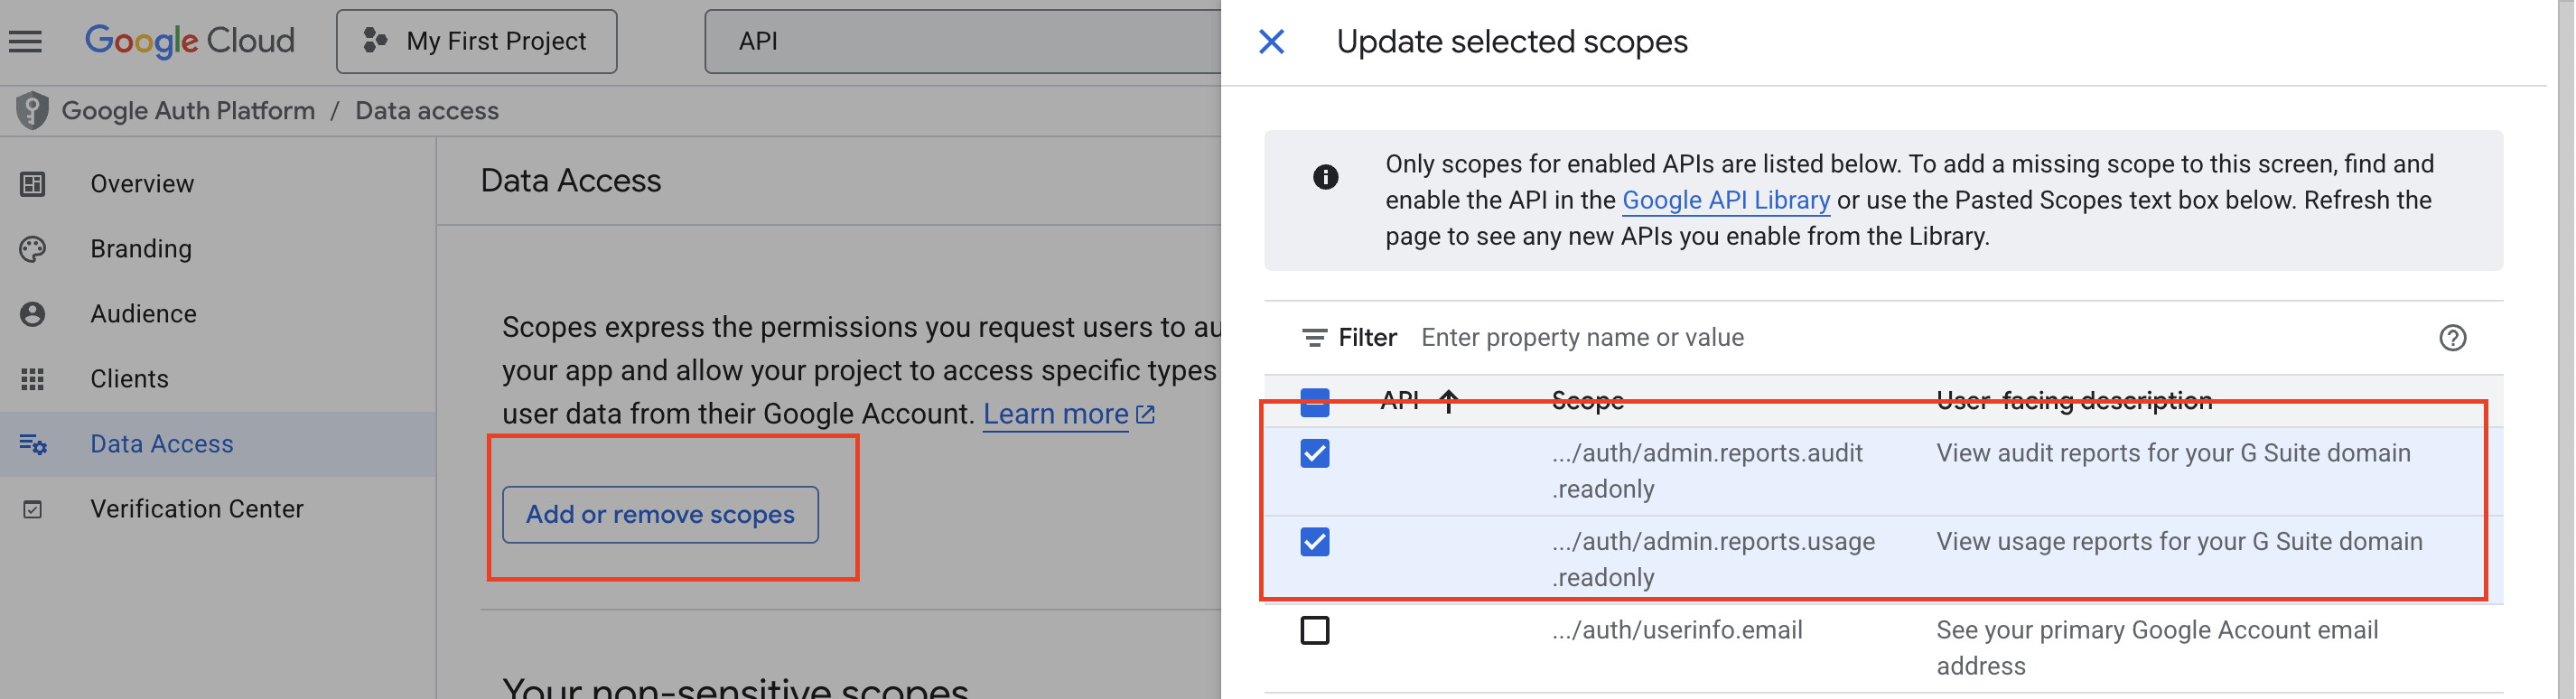 Google Cloud
My First Project
API
Google Auth Platform / Data access
Overview
Branding
Audience
Clients
Data Access
Verification Center
Data Access
Scopes express the permissions you request users to au
your app and allow your project to access specific types
user data from their Google Account. Learn more
Add or remove scopes
Your non-sensitive scopes
Update selected scopes
Only scopes for enabled APIs are listed below. To add a missing scope to this screen, find and
enable the API in the Google API Library or use the Pasted Scopes text box below. Refresh the
page to see any new APIs you enable from the Library.
Filter Enter property name or value
API Scope User-facing description
.../auth/admin.reports.audit View audit reports for your G Suite domain
.readonly
.../auth/admin.reports.usage View usage reports for your G Suite domain
.readonly
.../auth/userinfo.email See your primary Google Account email
address